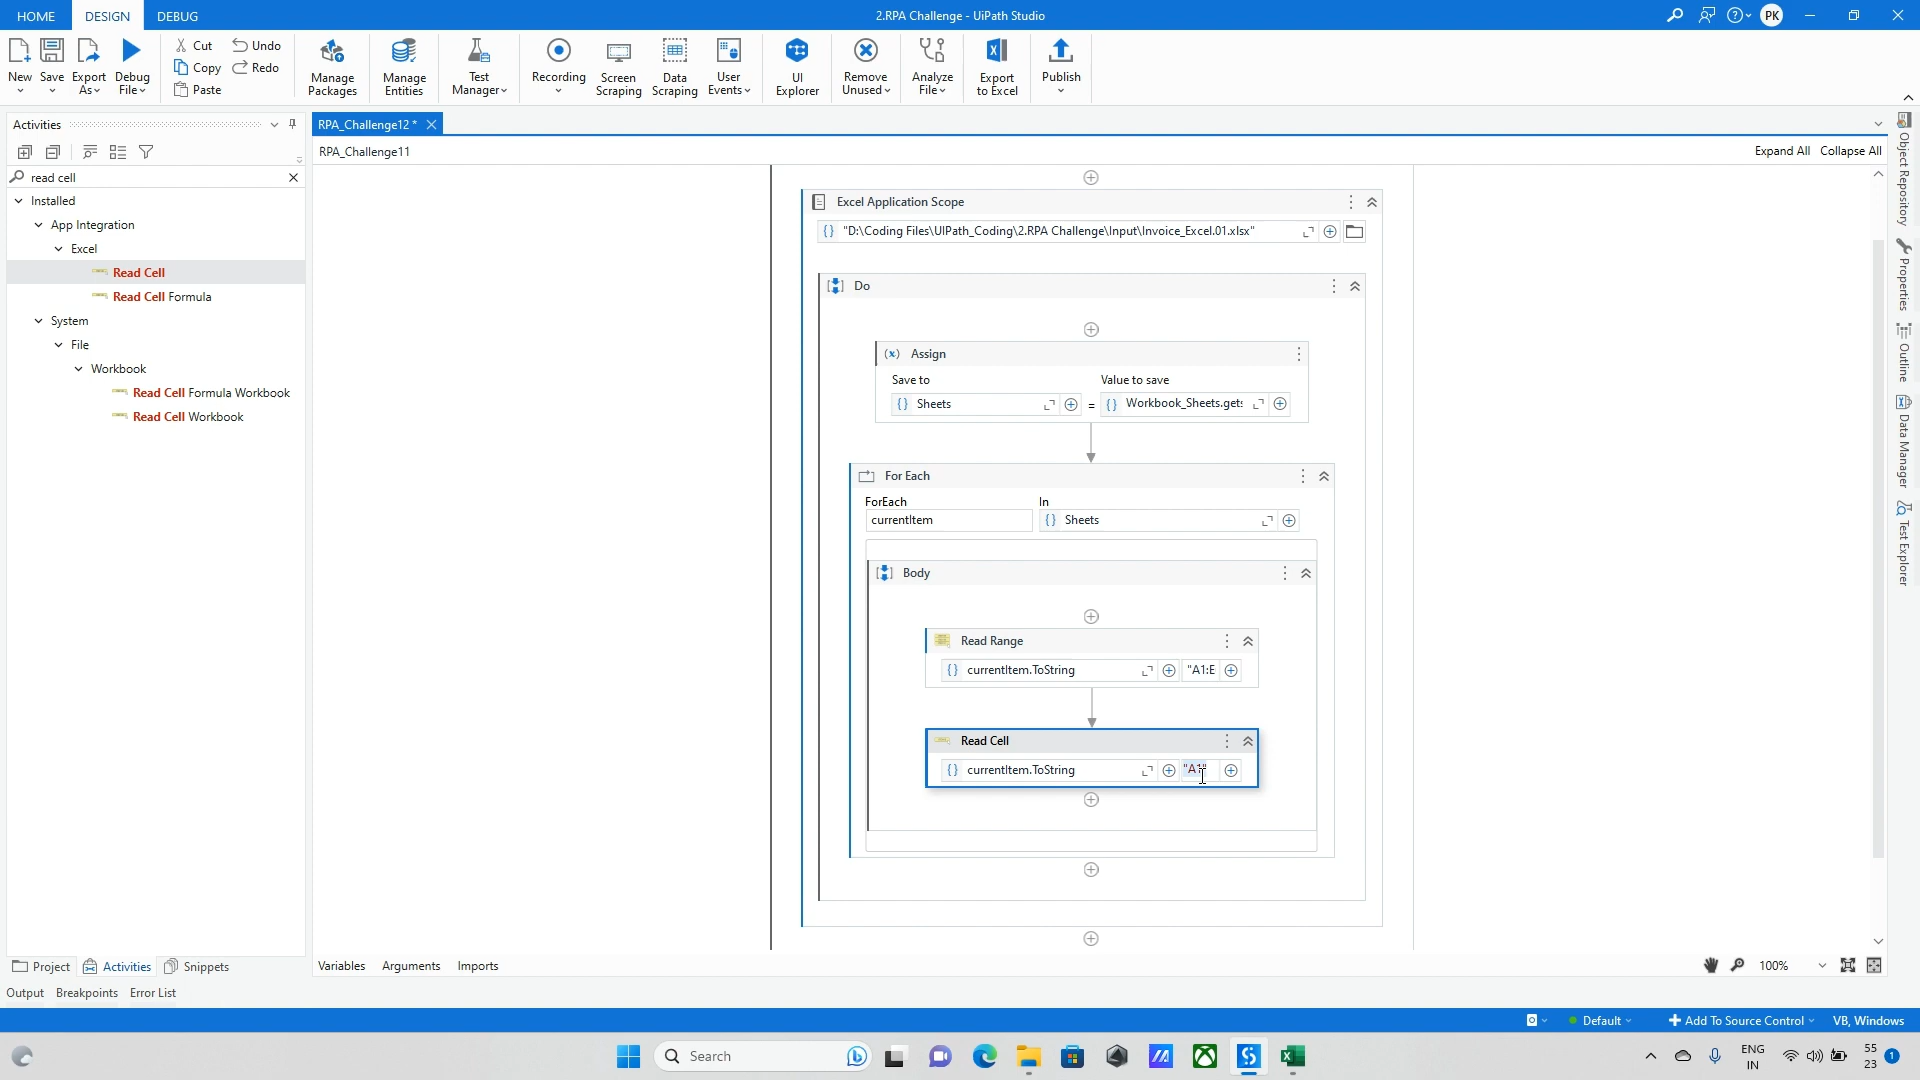 HOME DESIGN DEBUG
2.RPA Challenge - UiPath Studio
PK
New
Save
Export As
Debug File
Cut
Copy
Paste
Undo
Redo
Manage Packages
Manage Entities
Test Manager
Recording
Screen Scraping
Data Scraping
User Events
UI Explorer
Remove Unused
Analyze File
Export to Excel
Publish
Activities
read cell
Installed
App Integration
Excel
Read Cell
Read Cell Formula
System
File
Workbook
Read Cell Formula Workbook
Read Cell Workbook
RPA_Challenge12 *
RPA_Challenge11
Expand All Collapse All
Excel Application Scope
"D:\Coding Files\UIPath_Coding\2.RPA Challenge\Input\Invoice_Excel.01.xlsx"
Do
Assign
Save to Value to save
Sheets = Workbook_Sheets.gets
For Each
ForEach In
currentItem Sheets
Body
Read Range
currentItem.ToString "A1:E
Read Cell
currentItem.ToString "A1"
Object Repository
Properties
Outline
Data Manager
Test Explorer
Project Activities Snippets
Variables Arguments Imports
100%
Output Breakpoints Error List
Default Add To Source Control VB, Windows
Search
ENG
IN
55
23
1